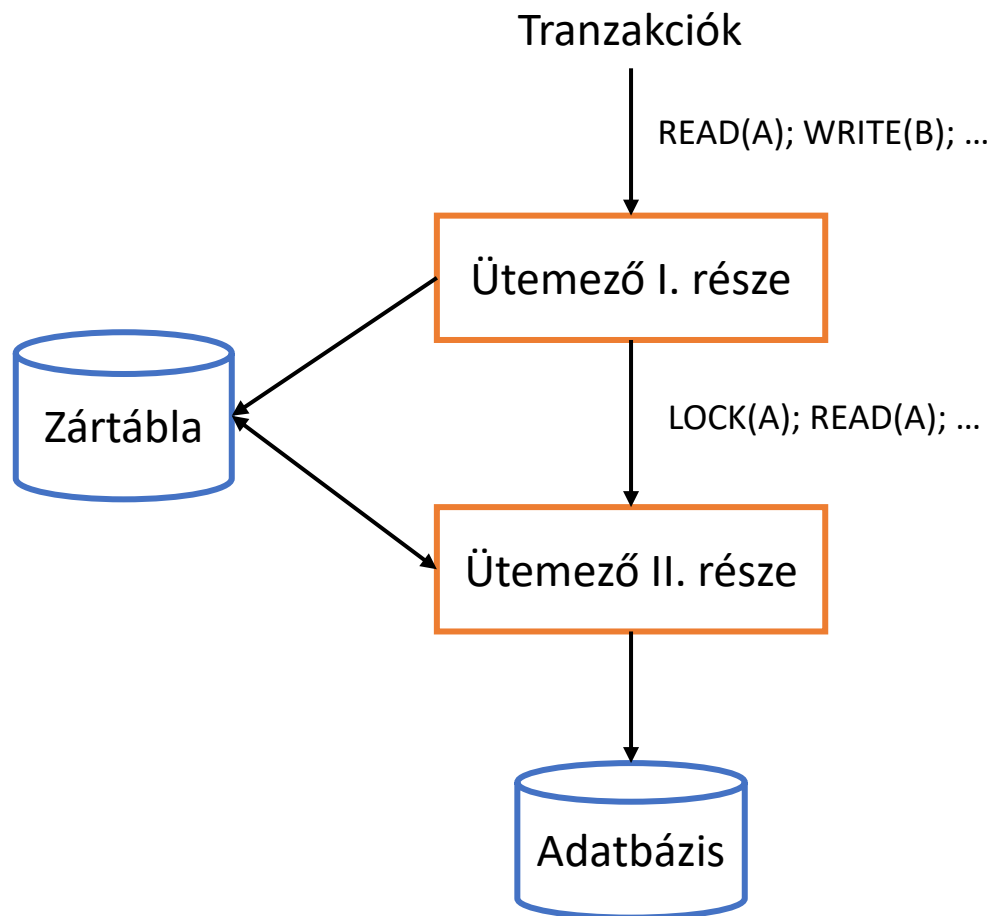 Tranzakciók
READ(A); WRITE(B); …
Ütemező I. része
Zártábla
LOCK(A); READ(A); …
Ütemező II. része
Adatbázis